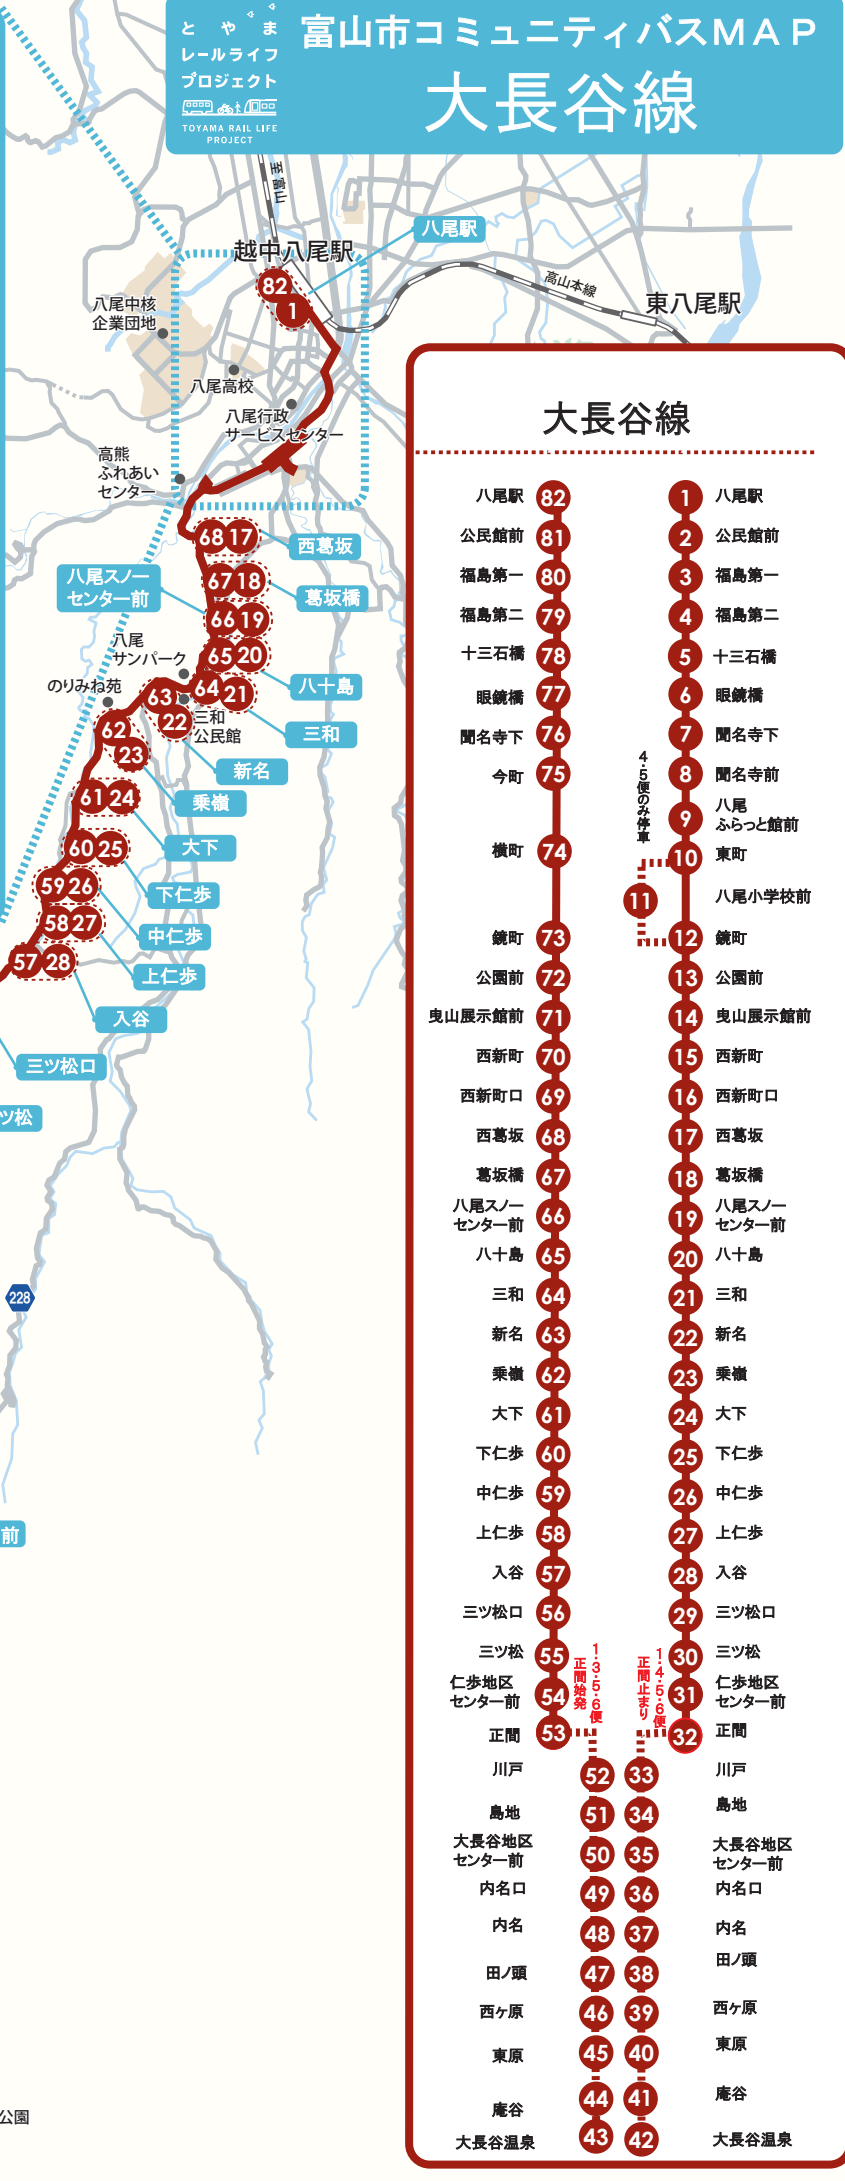 とやま
レールライフ
プロジェクト
TOYAMA RAIL LIFE
PROJECT
富山市コミュニティバスMAP
大長谷線
至富山
越中八尾駅
八尾駅
82
1
高山本線
東八尾駅
八尾中核
企業団地
八尾高校
八尾行政
サービスセンター
高熊
ふれあい
センター
68 17
西葛坂
八尾スノー
センター前
67 18
葛坂橋
66 19
八尾
サンパーク
65 20
八十島
のりみね苑
64 21
三和
63
22
三和
公民館
新名
62
23
乗嶺
61 24
大下
60 25
下仁歩
59 26
中仁歩
58 27
上仁歩
57 28
入谷
三ツ松口
ツ松
228
前
公園
大長谷線
八尾駅 82 1 八尾駅
公民館前 81 2 公民館前
福島第一 80 3 福島第一
福島第二 79 4 福島第二
十三石橋 78 5 十三石橋
眼鏡橋 77 6 眼鏡橋
聞名寺下 76 7 聞名寺下
今町 75 8 聞名寺前
4・5便のみ停車
9 八尾
ふらっと館前
横町 74 10 東町
11 八尾小学校前
鏡町 73 12 鏡町
公園前 72 13 公園前
曳山展示館前 71 14 曳山展示館前
西新町 70 15 西新町
西新町口 69 16 西新町口
西葛坂 68 17 西葛坂
葛坂橋 67 18 葛坂橋
八尾スノー
センター前 66 19 八尾スノー
センター前
八十島 65 20 八十島
三和 64 21 三和
新名 63 22 新名
乗嶺 62 23 乗嶺
大下 61 24 大下
下仁歩 60 25 下仁歩
中仁歩 59 26 中仁歩
上仁歩 58 27 上仁歩
入谷 57 28 入谷
三ツ松口 56 29 三ツ松口
三ツ松 55 30 三ツ松
仁歩地区
センター前 54 31 仁歩地区
センター前
1・3・5・6便
正間始発
1・4・5・6便
正間止まり
正間 53 32 正間
川戸 52 33 川戸
島地 51 34 島地
大長谷地区
センター前 50 35 大長谷地区
センター前
内名口 49 36 内名口
内名 48 37 内名
田ノ頭 47 38 田ノ頭
西ヶ原 46 39 西ヶ原
東原 45 40 東原
庵谷 44 41 庵谷
大長谷温泉 43 42 大長谷温泉